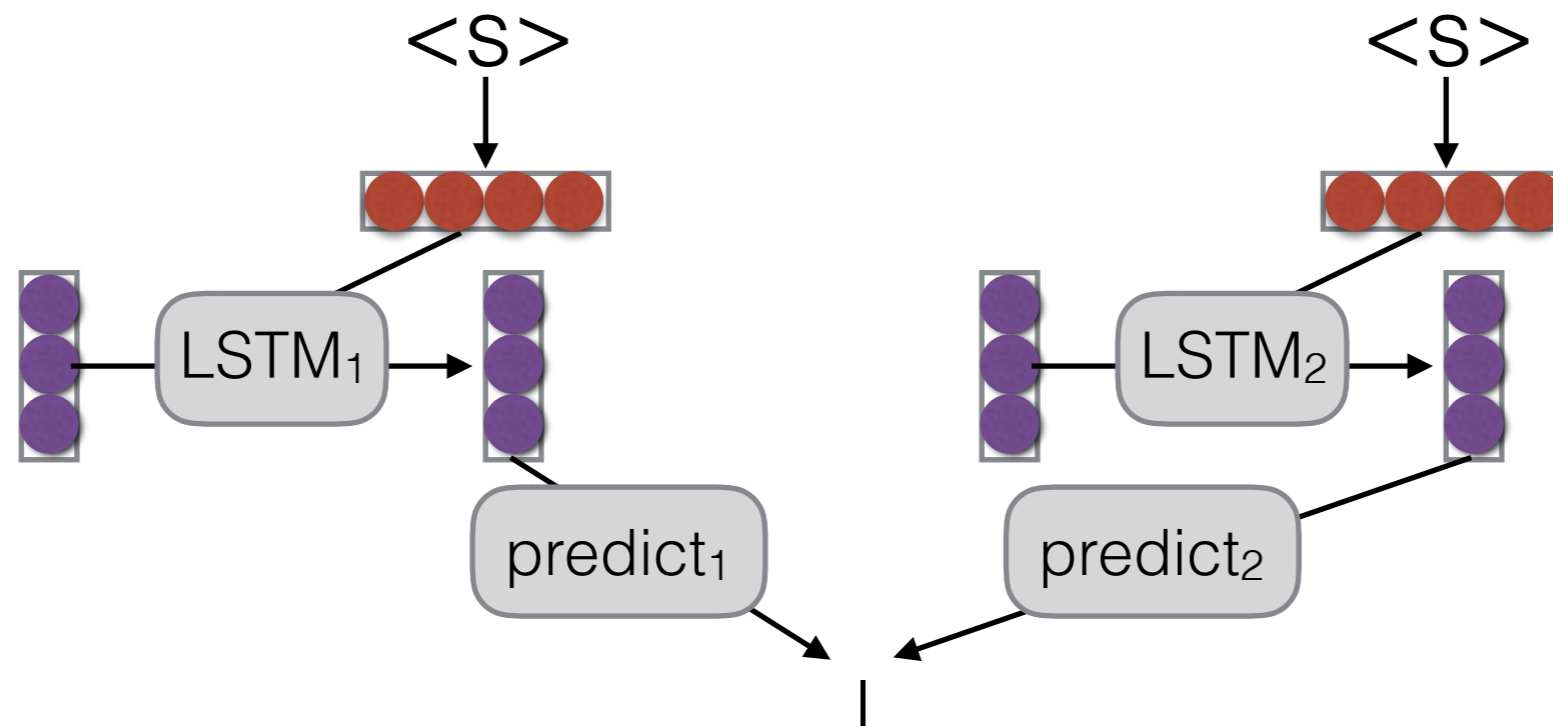 <s> <s>
LSTM₁ LSTM₂
predict₁ predict₂
I